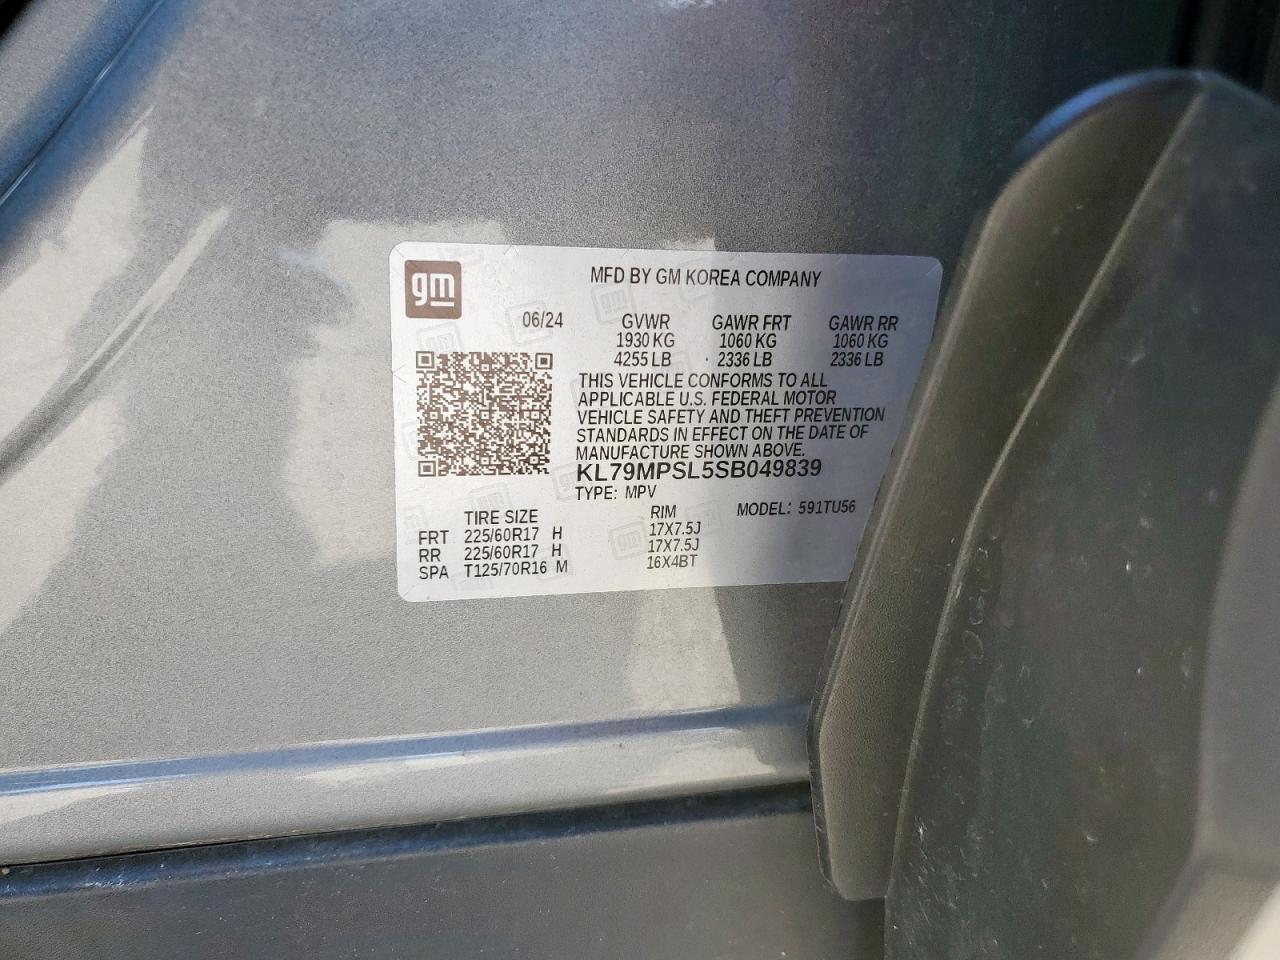 gm
MFD BY GM KOREA COMPANY
06/24 GVWR GAWR FRT GAWR RR
1930 KG 1060 KG 1060 KG
4255 LB 2336 LB 2336 LB
THIS VEHICLE CONFORMS TO ALL
APPLICABLE U.S. FEDERAL MOTOR
VEHICLE SAFETY AND THEFT PREVENTION
STANDARDS IN EFFECT ON THE DATE OF
MANUFACTURE SHOWN ABOVE.
KL79MPSL5SB049839
TYPE: MPV MODEL: 591TU56
TIRE SIZE RIM
FRT 225/60R17 H 17X7.5J
RR 225/60R17 H 17X7.5J
SPA T125/70R16 M 16X4BT